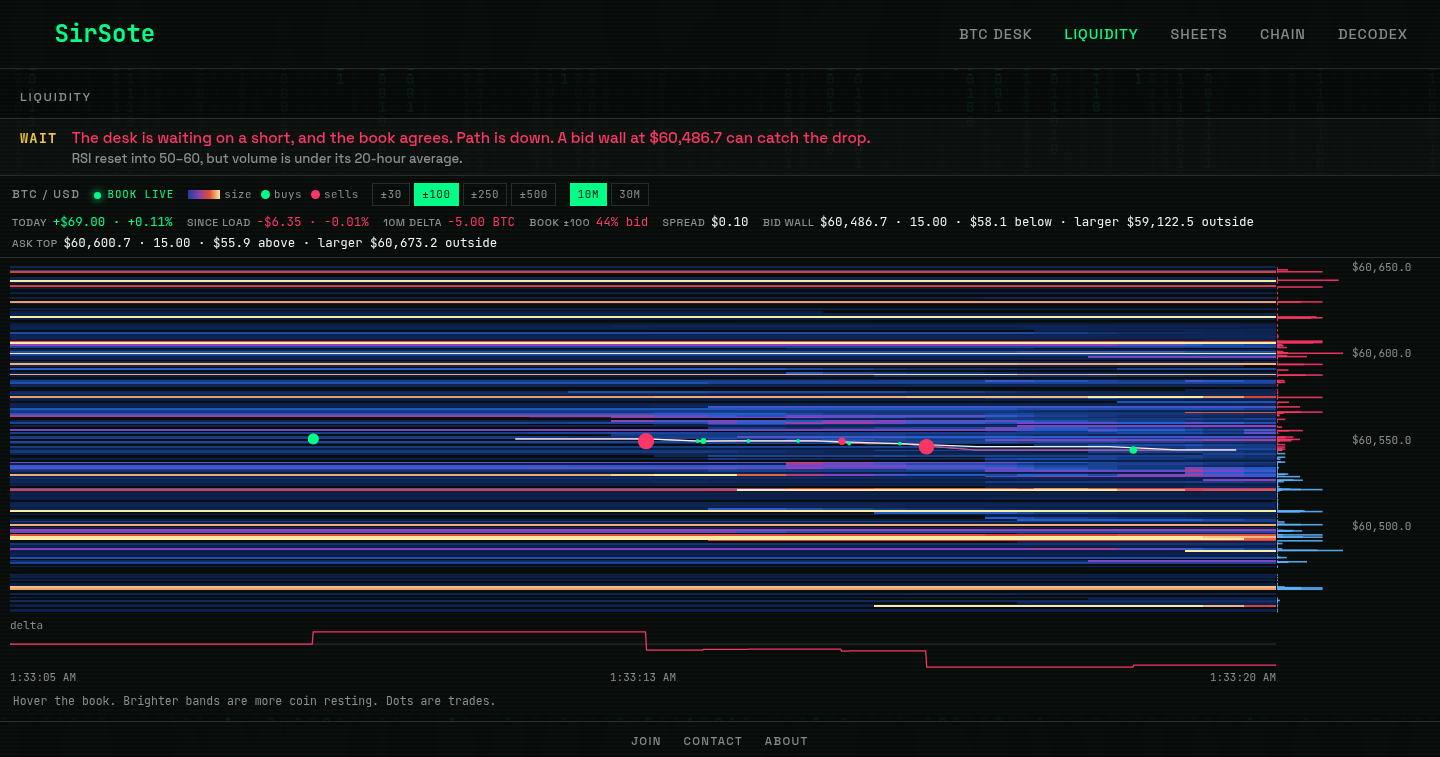 SirSote
BTC DESK LIQUIDITY SHEETS CHAIN DECODEX
LIQUIDITY
WAIT The desk is waiting on a short, and the book agrees. Path is down. A bid wall at $60,486.7 can catch the drop.
RSI reset into 50–60, but volume is under its 20-hour average.
BTC / USD BOOK LIVE size buys sells ±30 ±100 ±250 ±500 10M 30M
TODAY +$69.00 · +0.11% SINCE LOAD -$6.35 · -0.01% 10M DELTA -5.00 BTC BOOK ±100 44% bid SPREAD $0.10 BID WALL $60,486.7 · 15.00 · $58.1 below · larger $59,122.5 outside
ASK TOP $60,600.7 · 15.00 · $55.9 above · larger $60,673.2 outside
$60,650.0
$60,600.0
$60,550.0
$60,500.0
delta
1:33:05 AM 1:33:13 AM 1:33:20 AM
Hover the book. Brighter bands are more coin resting. Dots are trades.
JOIN CONTACT ABOUT